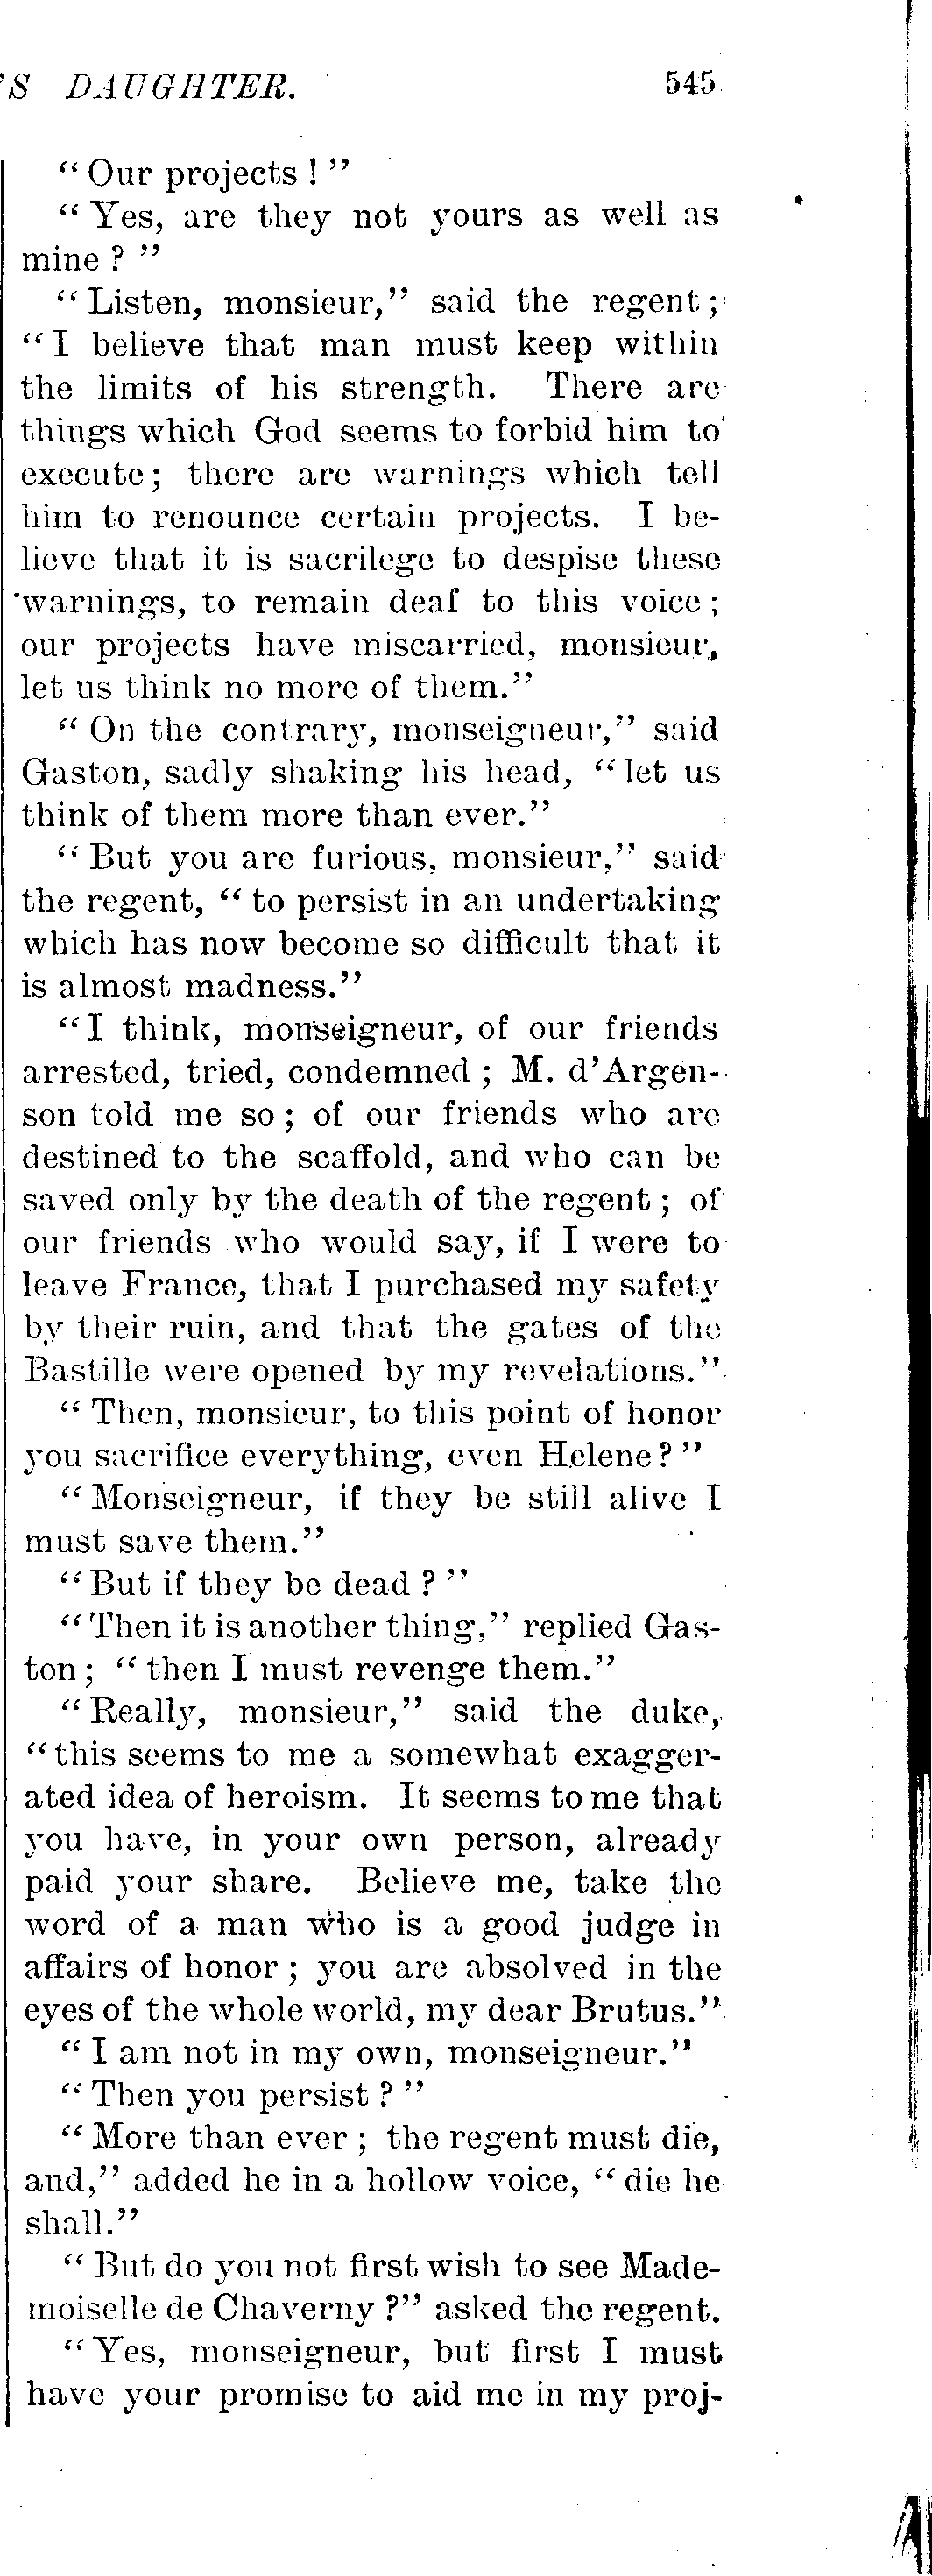 'S DAUGHTER. 545
"Our projects!"
"Yes, are they not yours as well as
mine?"
"Listen, monsieur," said the regent;
"I believe that man must keep within
the limits of his strength. There are
things which God seems to forbid him to
execute; there are warnings which tell
him to renounce certain projects. I be-
lieve that it is sacrilege to despise these
warnings, to remain deaf to this voice;
our projects have miscarried, monsieur,
let us think no more of them."
"On the contrary, monseigneur," said
Gaston, sadly shaking his head, "let us
think of them more than ever."
"But you are furious, monsieur," said
the regent, "to persist in an undertaking
which has now become so difficult that it
is almost madness."
"I think, monseigneur, of our friends
arrested, tried, condemned; M. d'Argen-
son told me so; of our friends who are
destined to the scaffold, and who can be
saved only by the death of the regent; of
our friends who would say, if I were to
leave France, that I purchased my safety
by their ruin, and that the gates of the
Bastille were opened by my revelations."
"Then, monsieur, to this point of honor
you sacrifice everything, even Helene?"
"Monseigneur, if they be still alive I
must save them."
"But if they be dead?"
"Then it is another thing," replied Gas-
ton; "then I must revenge them."
"Really, monsieur," said the duke,
"this seems to me a somewhat exagger-
ated idea of heroism. It seems to me that
you have, in your own person, already
paid your share. Believe me, take the
word of a man who is a good judge in
affairs of honor; you are absolved in the
eyes of the whole world, my dear Brutus."
"I am not in my own, monseigneur."
"Then you persist?"
"More than ever; the regent must die,
and," added he in a hollow voice, "die he
shall."
"But do you not first wish to see Made-
moiselle de Chaverny?" asked the regent.
"Yes, monseigneur, but first I must
have your promise to aid me in my proj-